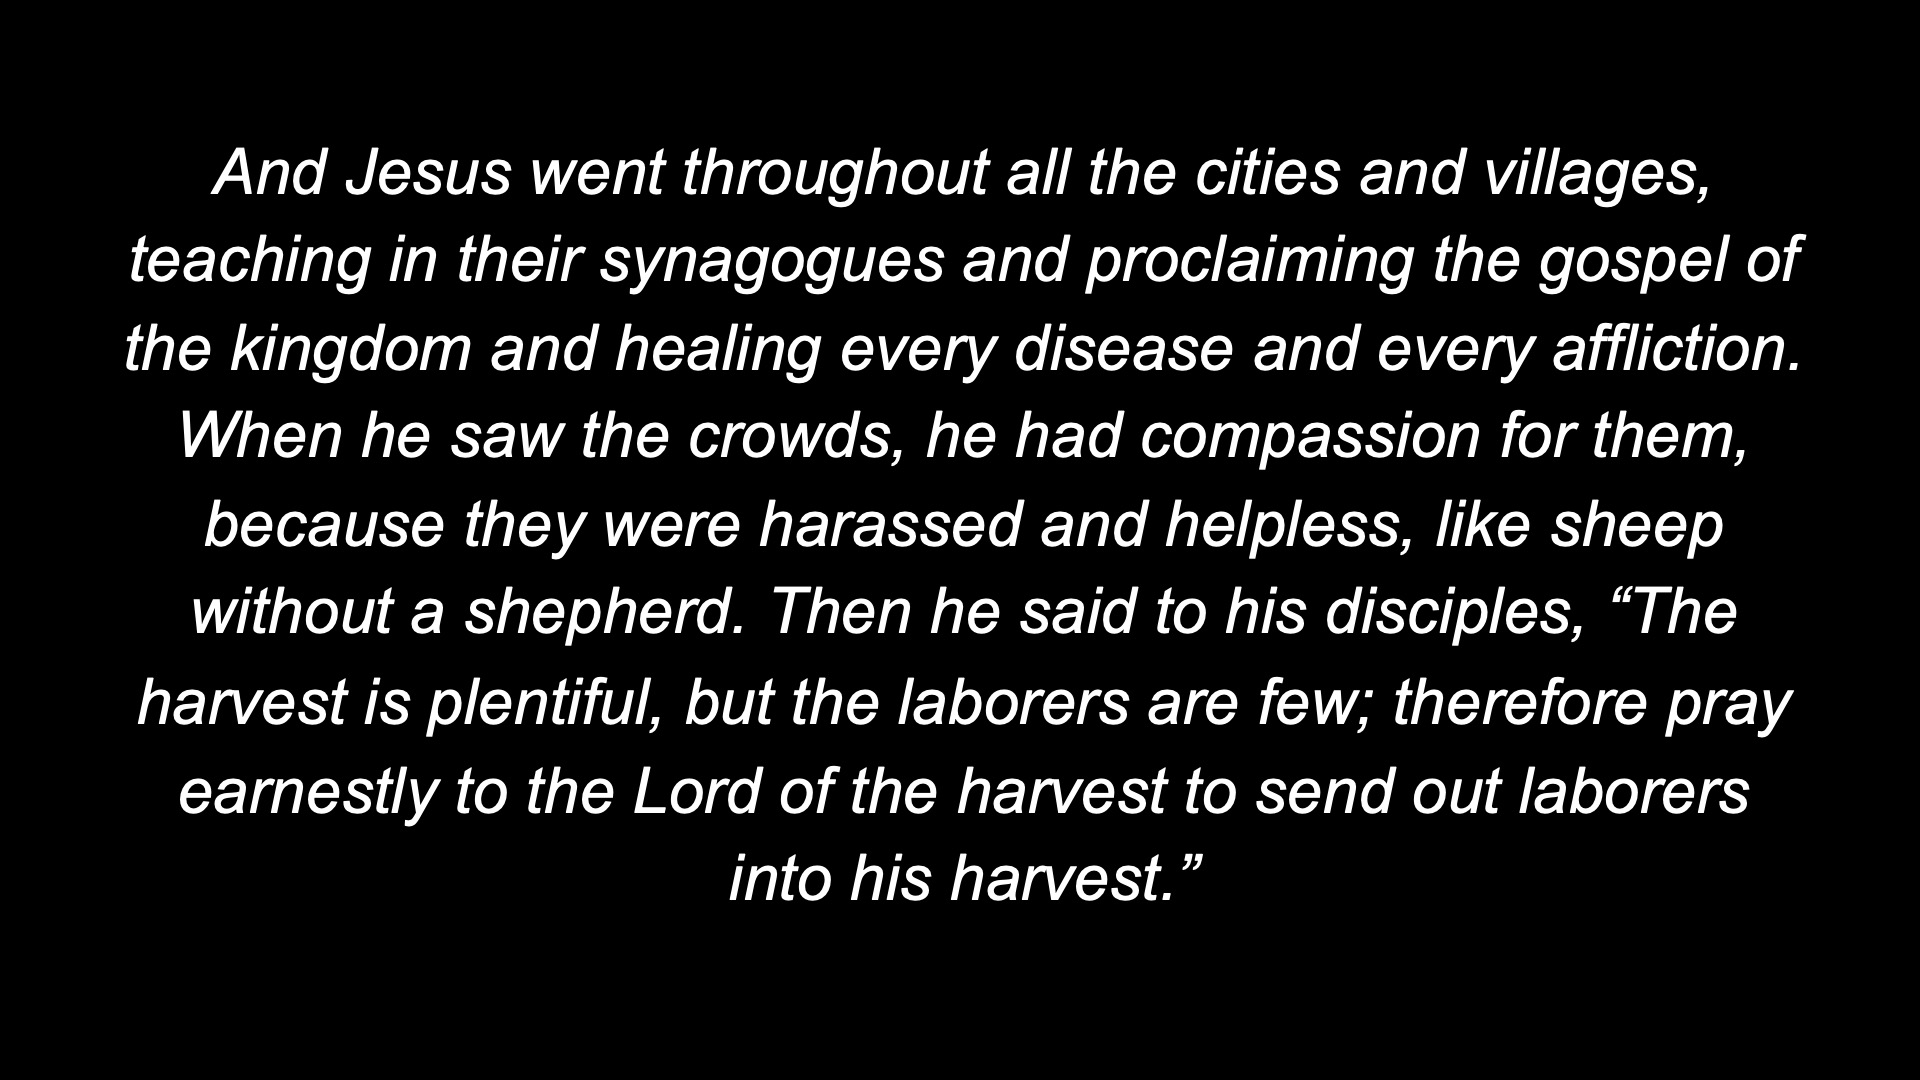 And Jesus went throughout all the cities and villages,
teaching in their synagogues and proclaiming the gospel of
the kingdom and healing every disease and every affliction.
When he saw the crowds, he had compassion for them,
because they were harassed and helpless, like sheep
without a shepherd. Then he said to his disciples, “The
harvest is plentiful, but the laborers are few; therefore pray
earnestly to the Lord of the harvest to send out laborers
into his harvest.”